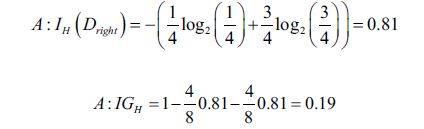 A : I_H (D_right) = −(1/4 log_2 (1/4) + 3/4 log_2 (3/4)) = 0.81
A : IG_H = 1 − 4/8 0.81 − 4/8 0.81 = 0.19